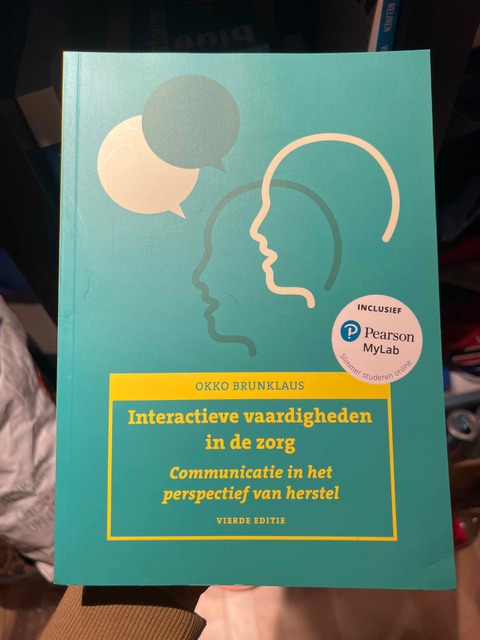 REIJNEN
INCLUSIEF
Pearson
MyLab
Slimmer studeren online
OKKO BRUNKLAUS
Interactieve vaardigheden
in de zorg
Communicatie in het
perspectief van herstel
VIERDE EDITIE